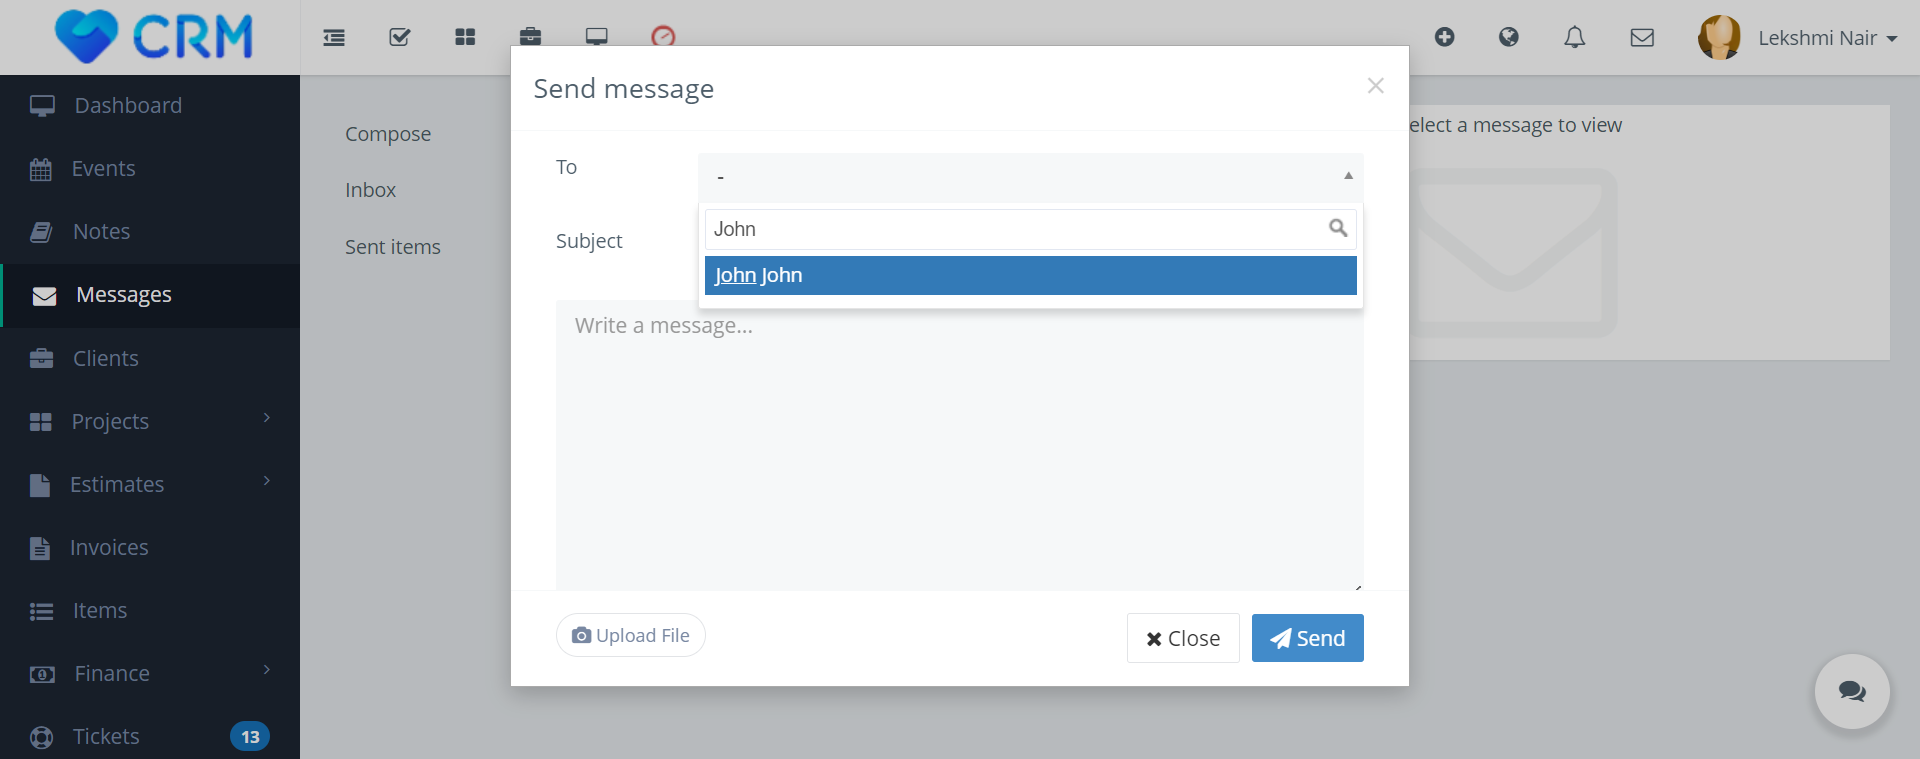 CRM
Lekshmi Nair
Dashboard
Events
Notes
Messages
Clients
Projects
Estimates
Invoices
Items
Finance
Tickets 13
Compose
Inbox
Sent items
Send message
To
-
John
John John
Subject
Write a message...
Upload File
Close
Send
elect a message to view